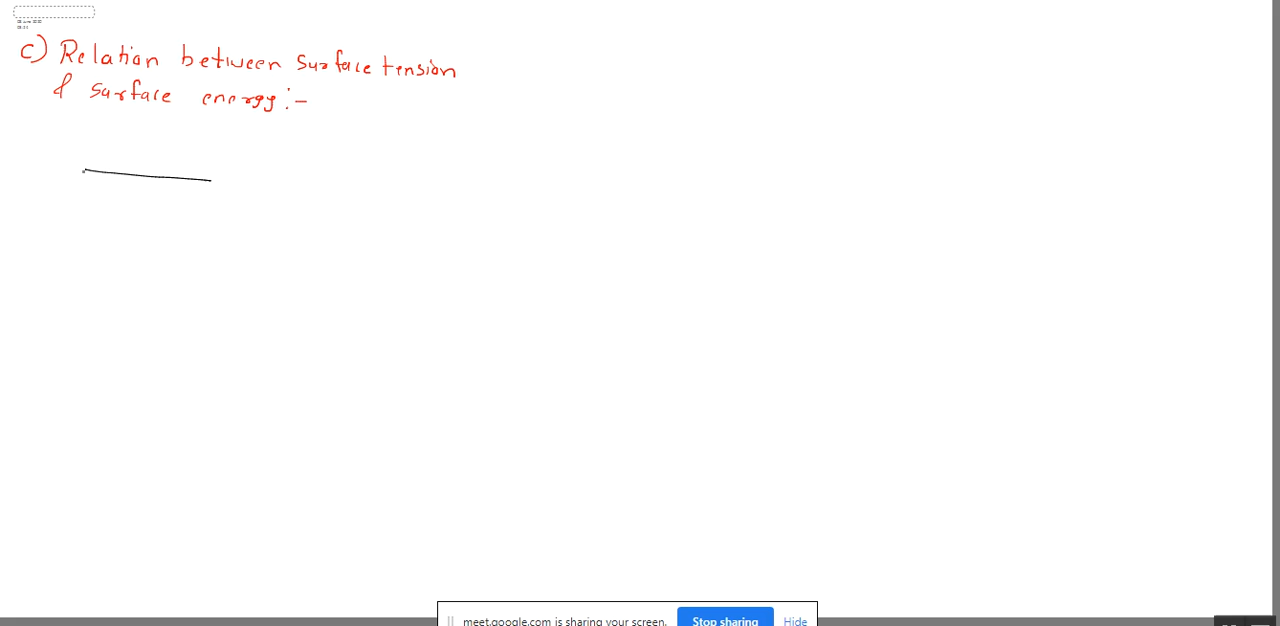 c) Relation between surface tension
& surface energy :-
meet.google.com is sharing your screen.
Stop sharing
Hide